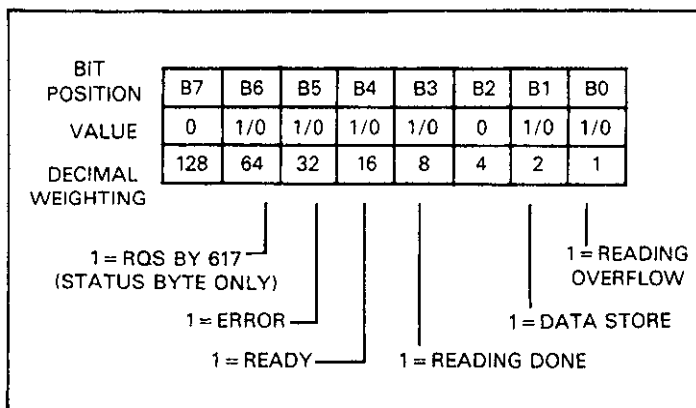 BIT
POSITION B7 B6 B5 B4 B3 B2 B1 B0
VALUE 0 1/0 1/0 1/0 1/0 0 1/0 1/0
DECIMAL
WEIGHTING 128 64 32 16 8 4 2 1
1=RQS BY 617
(STATUS BYTE ONLY)
1=READING
OVERFLOW
1=ERROR
1=DATA STORE
1=READY
1=READING DONE